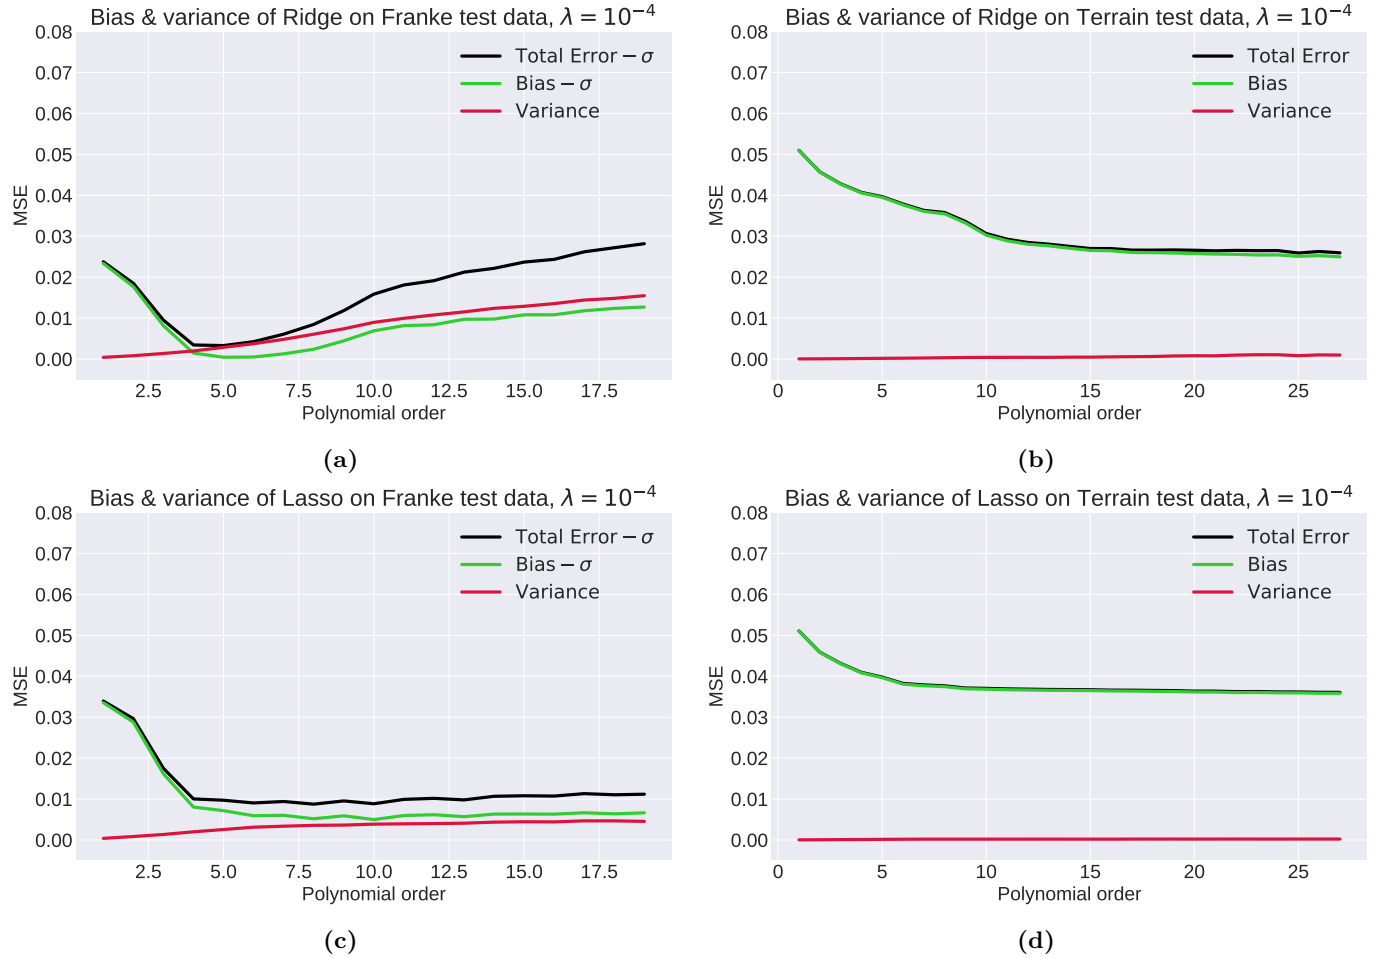 Bias & variance of Ridge on Franke test data, λ = 10⁻⁴
0.08
0.07
0.06
0.05
0.04
0.03
0.02
0.01
0.00
MSE
Total Error − σ
Bias − σ
Variance
2.5 5.0 7.5 10.0 12.5 15.0 17.5
Polynomial order
(a)
Bias & variance of Ridge on Terrain test data, λ = 10⁻⁴
0.08
0.07
0.06
0.05
0.04
0.03
0.02
0.01
0.00
MSE
Total Error
Bias
Variance
0 5 10 15 20 25
Polynomial order
(b)
Bias & variance of Lasso on Franke test data, λ = 10⁻⁴
0.08
0.07
0.06
0.05
0.04
0.03
0.02
0.01
0.00
MSE
Total Error − σ
Bias − σ
Variance
2.5 5.0 7.5 10.0 12.5 15.0 17.5
Polynomial order
(c)
Bias & variance of Lasso on Terrain test data, λ = 10⁻⁴
0.08
0.07
0.06
0.05
0.04
0.03
0.02
0.01
0.00
MSE
Total Error
Bias
Variance
0 5 10 15 20 25
Polynomial order
(d)